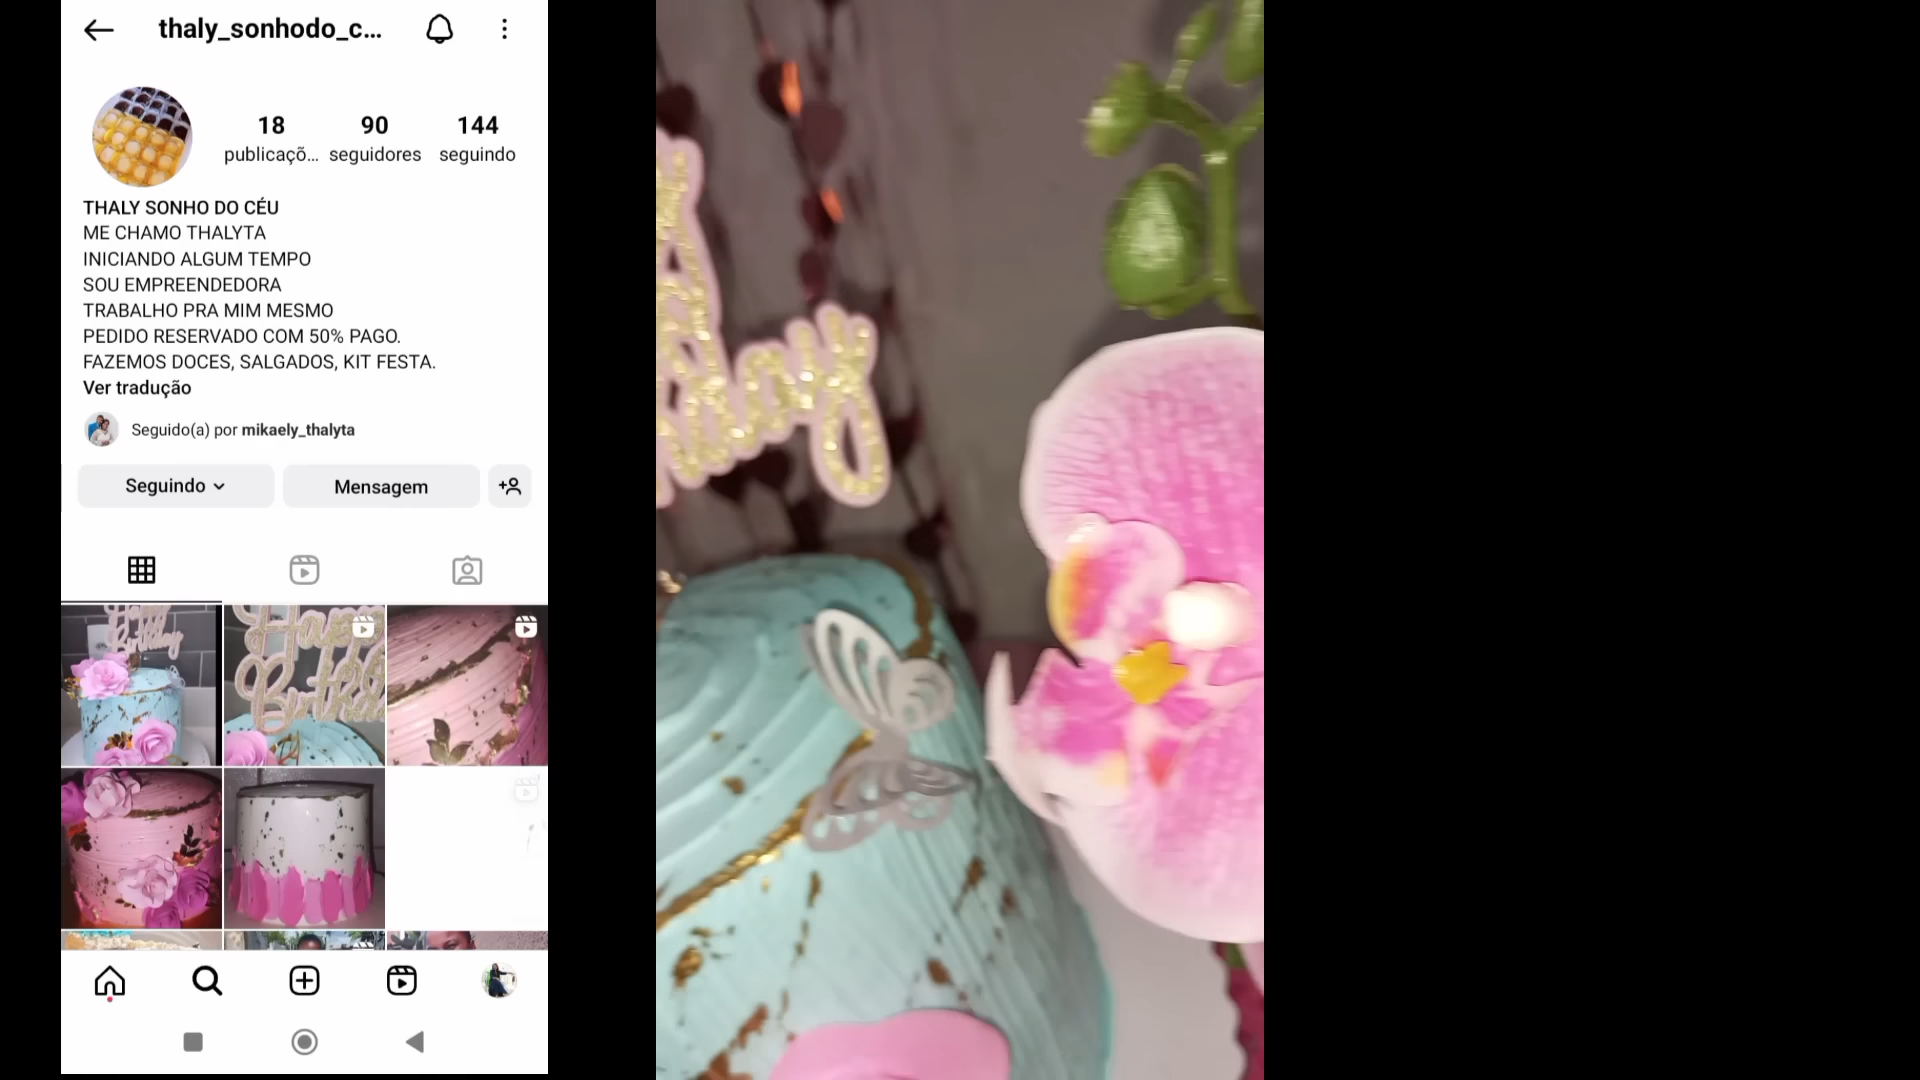 thaly_sonhodo_c...
18
90
144
publicaçõ...
seguidores
seguindo
THALY SONHO DO CÉU
ME CHAMO THALYTA
INICIANDO ALGUM TEMPO
SOU EMPREENDEDORA
TRABALHO PRA MIM MESMO
PEDIDO RESERVADO COM 50% PAGO.
FAZEMOS DOCES, SALGADOS, KIT FESTA.
Ver tradução
Seguido(a) por mikaely_thalyta
Seguindo
Mensagem
Happy
Birthday